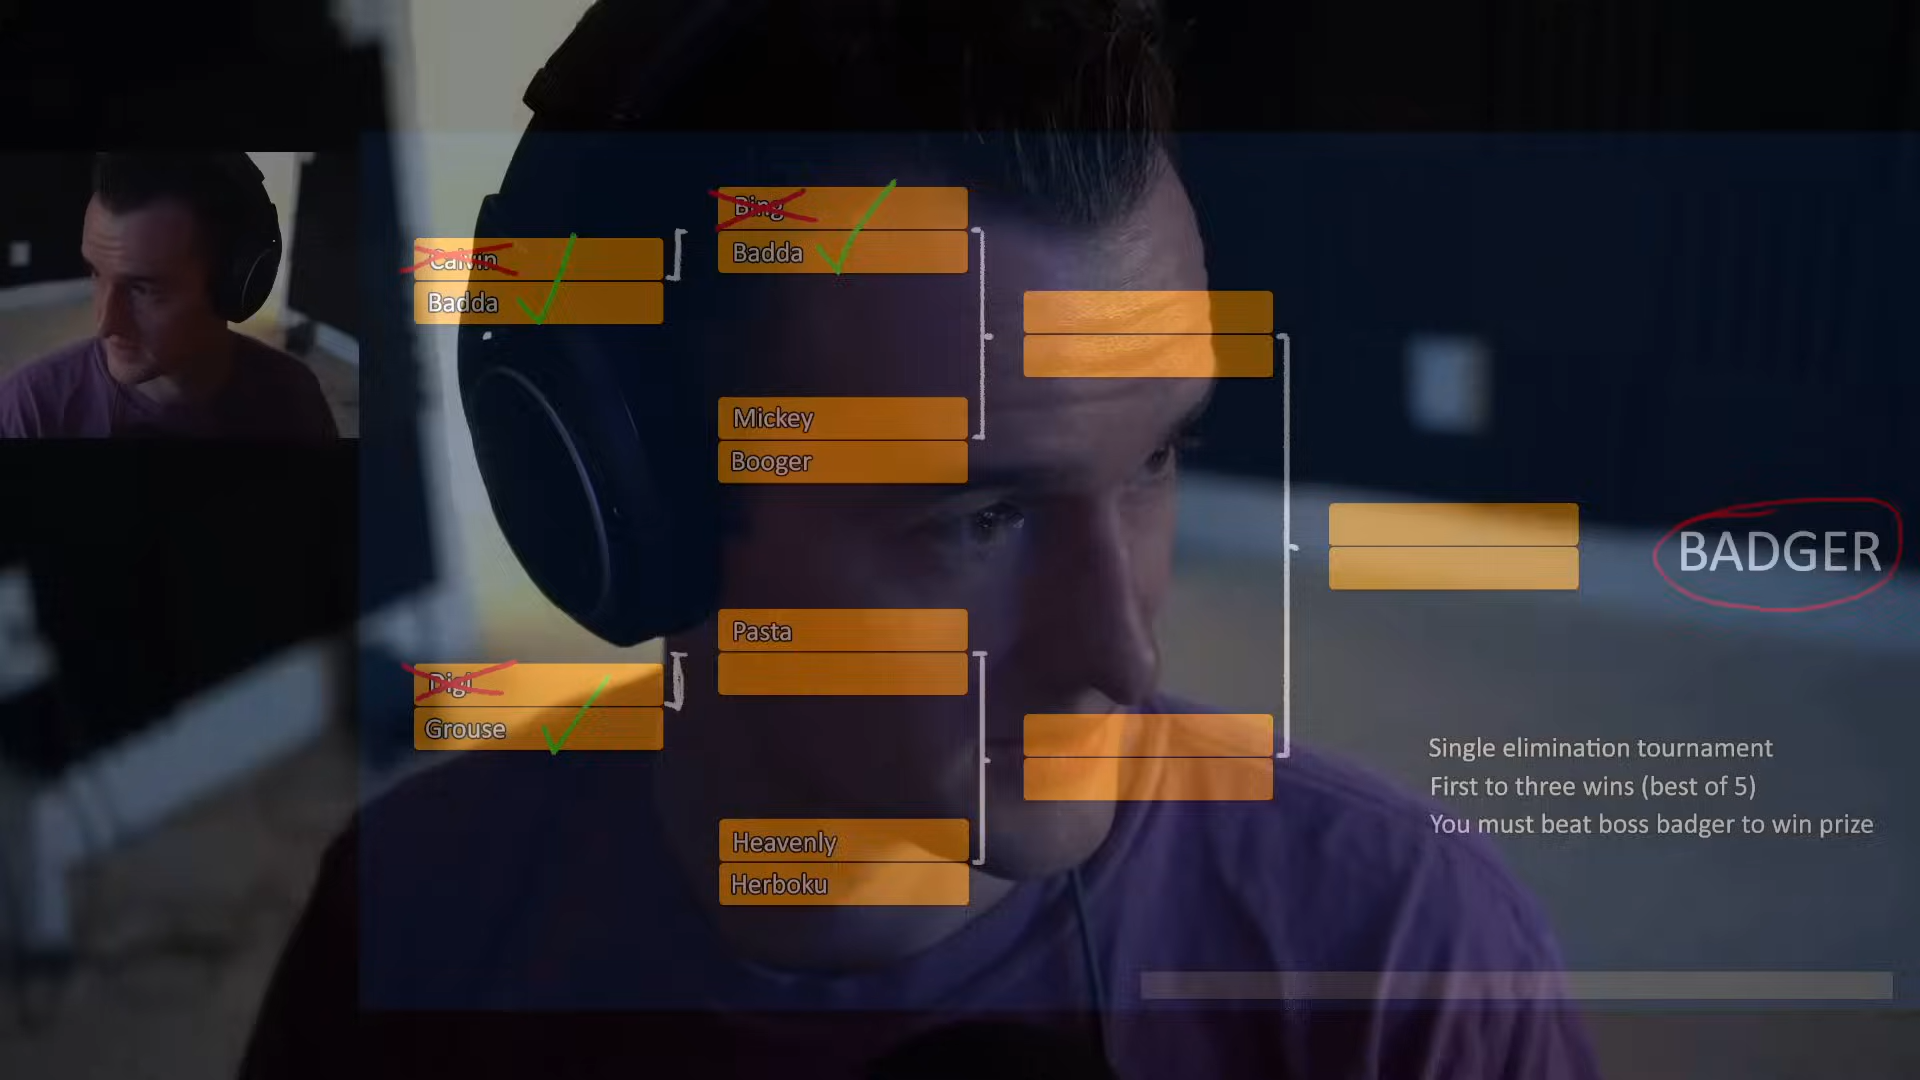 Calvin
Badda
Bing
Badda
Mickey
Booger
Digi
Grouse
Pasta
Heavenly
Herboku
BADGER
Single elimination tournament
First to three wins (best of 5)
You must beat boss badger to win prize